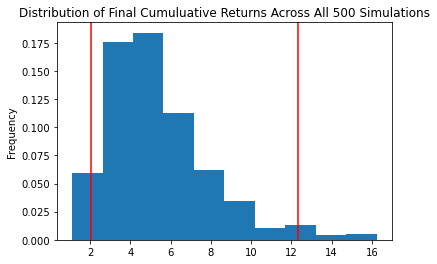 Distribution of Final Cumuluative Returns Across All 500 Simulations
0.175
0.150
0.125
0.100
0.075
0.050
0.025
0.000
Frequency
2 4 6 8 10 12 14 16